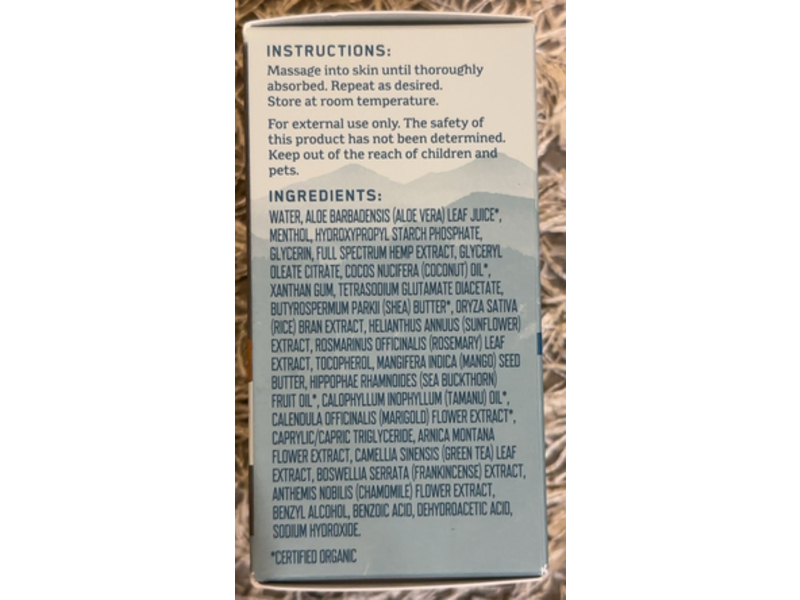 INSTRUCTIONS:
Massage into skin until thoroughly
absorbed. Repeat as desired.
Store at room temperature.
For external use only. The safety of
this product has not been determined.
Keep out of the reach of children and
pets.
INGREDIENTS:
WATER, ALOE BARBADENSIS (ALOE VERA) LEAF JUICE*,
MENTHOL, HYDROXYPROPYL STARCH PHOSPHATE,
GLYCERIN, FULL SPECTRUM HEMP EXTRACT, GLYCERYL
OLEATE CITRATE, COCOS NUCIFERA (COCONUT) OIL*,
XANTHAN GUM, TETRASODIUM GLUTAMATE DIACETATE,
BUTYROSPERMUM PARKII (SHEA) BUTTER*, ORYZA SATIVA
(RICE) BRAN EXTRACT, HELIANTHUS ANNUUS (SUNFLOWER)
EXTRACT, ROSMARINUS OFFICINALIS (ROSEMARY) LEAF
EXTRACT, TOCOPHEROL, MANGIFERA INDICA (MANGO) SEED
BUTTER, HIPPOPHAE RHAMNOIDES (SEA BUCKTHORN)
FRUIT OIL*, CALOPHYLLUM INOPHYLLUM (TAMANU) OIL*,
CALENDULA OFFICINALIS (MARIGOLD) FLOWER EXTRACT*,
CAPRYLIC/CAPRIC TRIGLYCERIDE, ARNICA MONTANA
FLOWER EXTRACT, CAMELLIA SINENSIS (GREEN TEA) LEAF
EXTRACT, BOSWELLIA SERRATA (FRANKINCENSE) EXTRACT,
ANTHEMIS NOBILIS (CHAMOMILE) FLOWER EXTRACT,
BENZYL ALCOHOL, BENZOIC ACID, DEHYDROACETIC ACID,
SODIUM HYDROXIDE.
*CERTIFIED ORGANIC